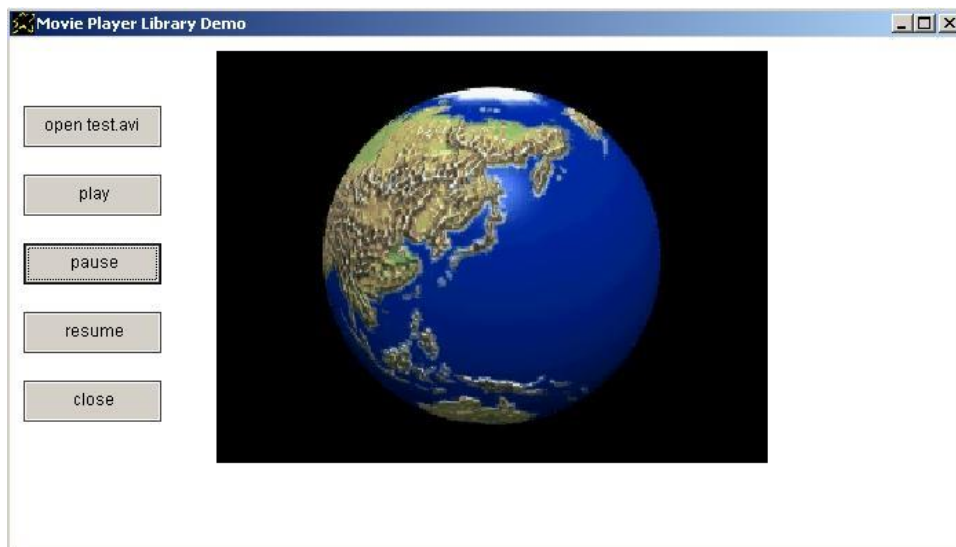 Movie Player Library Demo
open test.avi
play
pause
resume
close